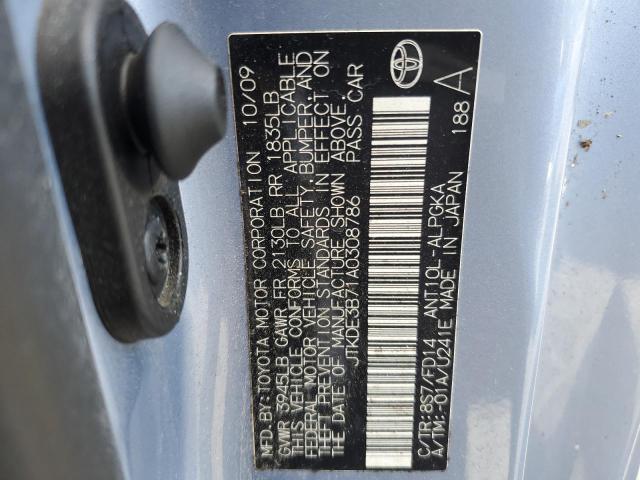 MFD.BY:TOYOTA MOTOR CORPORATION 10/09
GVWR 3945LB GAWR FR 2130LB RR 1835LB
THIS VEHICLE CONFORMS TO ALL APPLICABLE
FEDERAL MOTOR VEHICLE SAFETY, BUMPER, AND
THEFT PREVENTION STANDARDS IN EFFECT ON
THE DATE OF MANUFACTURE SHOWN ABOVE.
JTKDE3B71A0308786 PASS CAR
C/TR:8S7/FD14 ANT10L-ALPGKA
A/TM:-01A/U241E MADE IN JAPAN
188 A